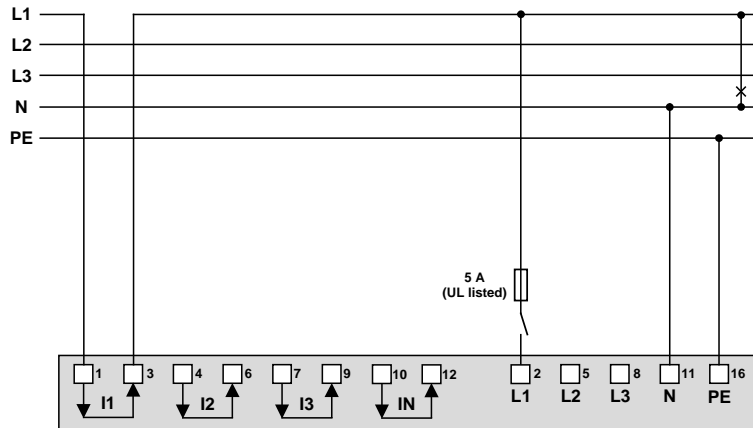 L1
L2
L3
N
PE
5 A
(UL listed)
1 3 4 6 7 9 10 12 2 5 8 11 16
I1 I2 I3 IN L1 L2 L3 N PE